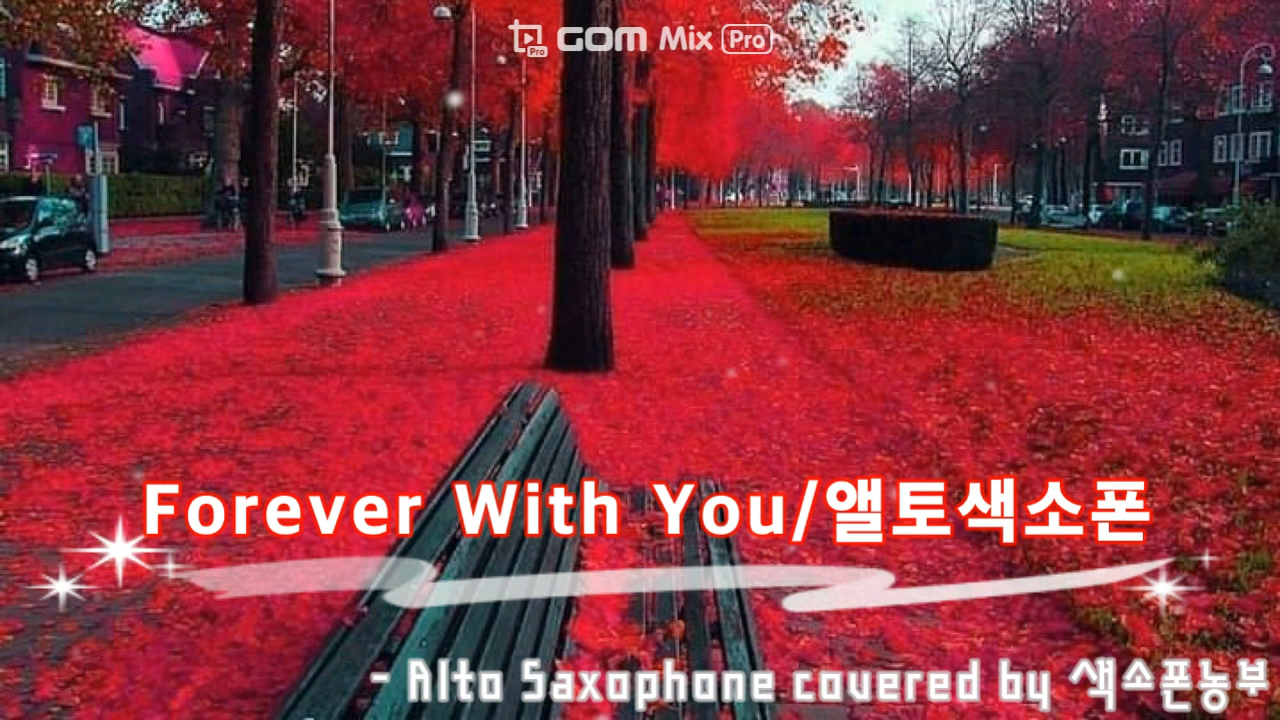 Pro GOM Mix Pro
Forever With You/앨토색소폰
- Alto Saxophone covered by 색소폰농부